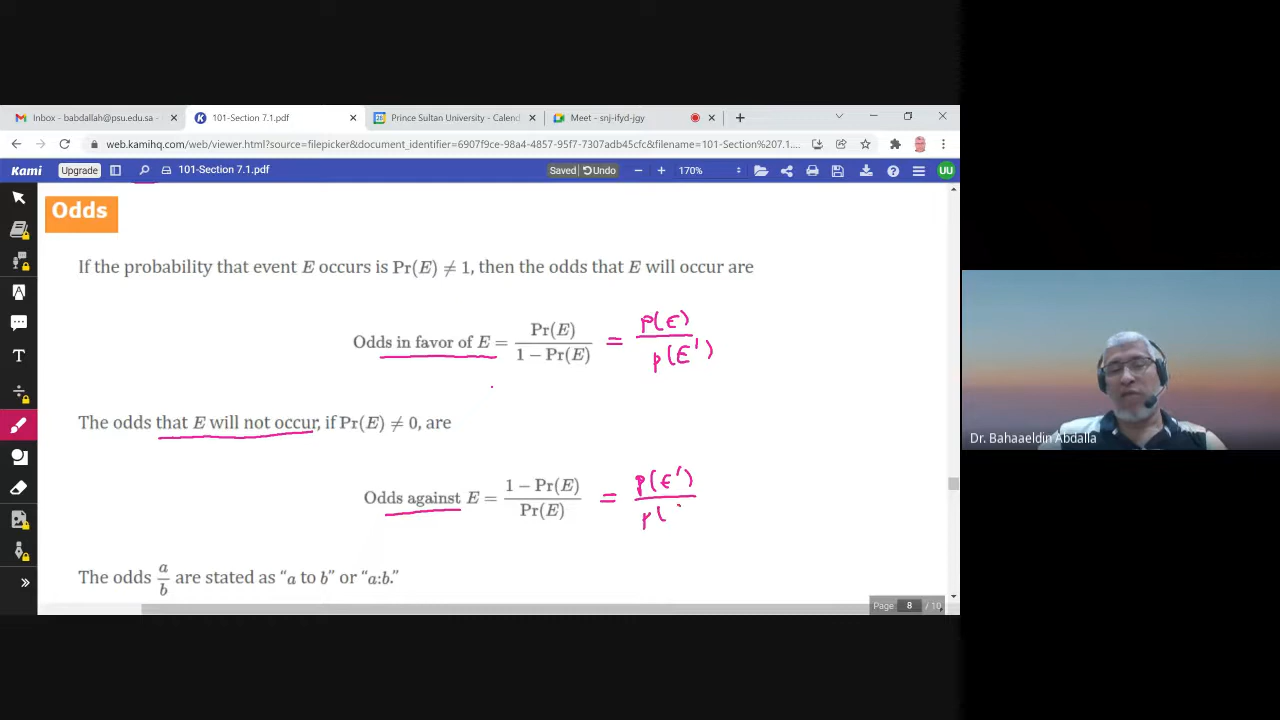 Inbox - babdallah@psu.edu.sa - 101-Section 7.1.pdf Prince Sultan University - Calend Meet - snj-ifyd-jgy
web.kamihq.com/web/viewer.html?source=filepicker&document_identifier=6907f9ce-98a4-4857-95f7-7307adb45cfc&filename=101-Section%207.1....
Kami Upgrade 101-Section 7.1.pdf Saved Undo 170% UU
Odds
If the probability that event E occurs is Pr(E) ≠ 1, then the odds that E will occur are
Odds in favor of E = Pr(E) / 1 − Pr(E) = P(E) / P(E')
The odds that E will not occur, if Pr(E) ≠ 0, are
Odds against E = 1 − Pr(E) / Pr(E) = P(E') / P(
The odds a/b are stated as “a to b” or “a:b.”
Page 8 / 10
Dr. Bahaaeldin Abdalla